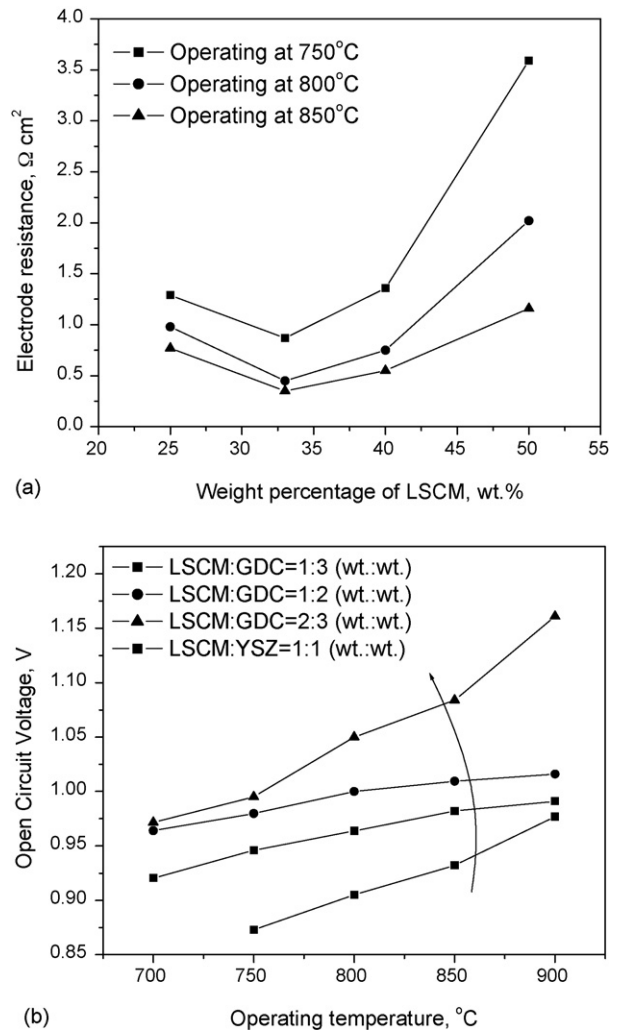 4.0
3.5
3.0
2.5
2.0
1.5
1.0
0.5
0.0
Electrode resistance, Ω cm²
Operating at 750°C
Operating at 800°C
Operating at 850°C
20 25 30 35 40 45 50 55
(a) Weight percentage of LSCM, wt.%
1.20
1.15
1.10
1.05
1.00
0.95
0.90
0.85
Open Circuit Voltage, V
LSCM:GDC=1:3 (wt.:wt.)
LSCM:GDC=1:2 (wt.:wt.)
LSCM:GDC=2:3 (wt.:wt.)
LSCM:YSZ=1:1 (wt.:wt.)
700 750 800 850 900
(b) Operating temperature, °C